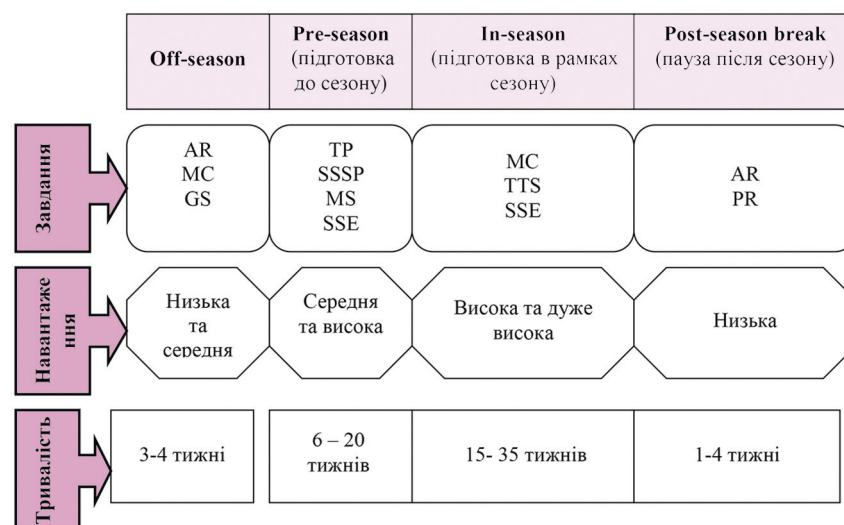 Off-season
Pre-season
(підготовка
до сезону)
In-season
(підготовка в рамках
сезону)
Post-season break
(пауза після сезону)
Завдання
AR
MC
GS
TP
SSSP
MS
SSE
MC
TTS
SSE
AR
PR
Навантаже
ння
Низька
та
середня
Середня
та висока
Висока та дуже
висока
Низька
Тривалість
3-4 тижні
6 – 20
тижнів
15- 35 тижнів
1-4 тижні